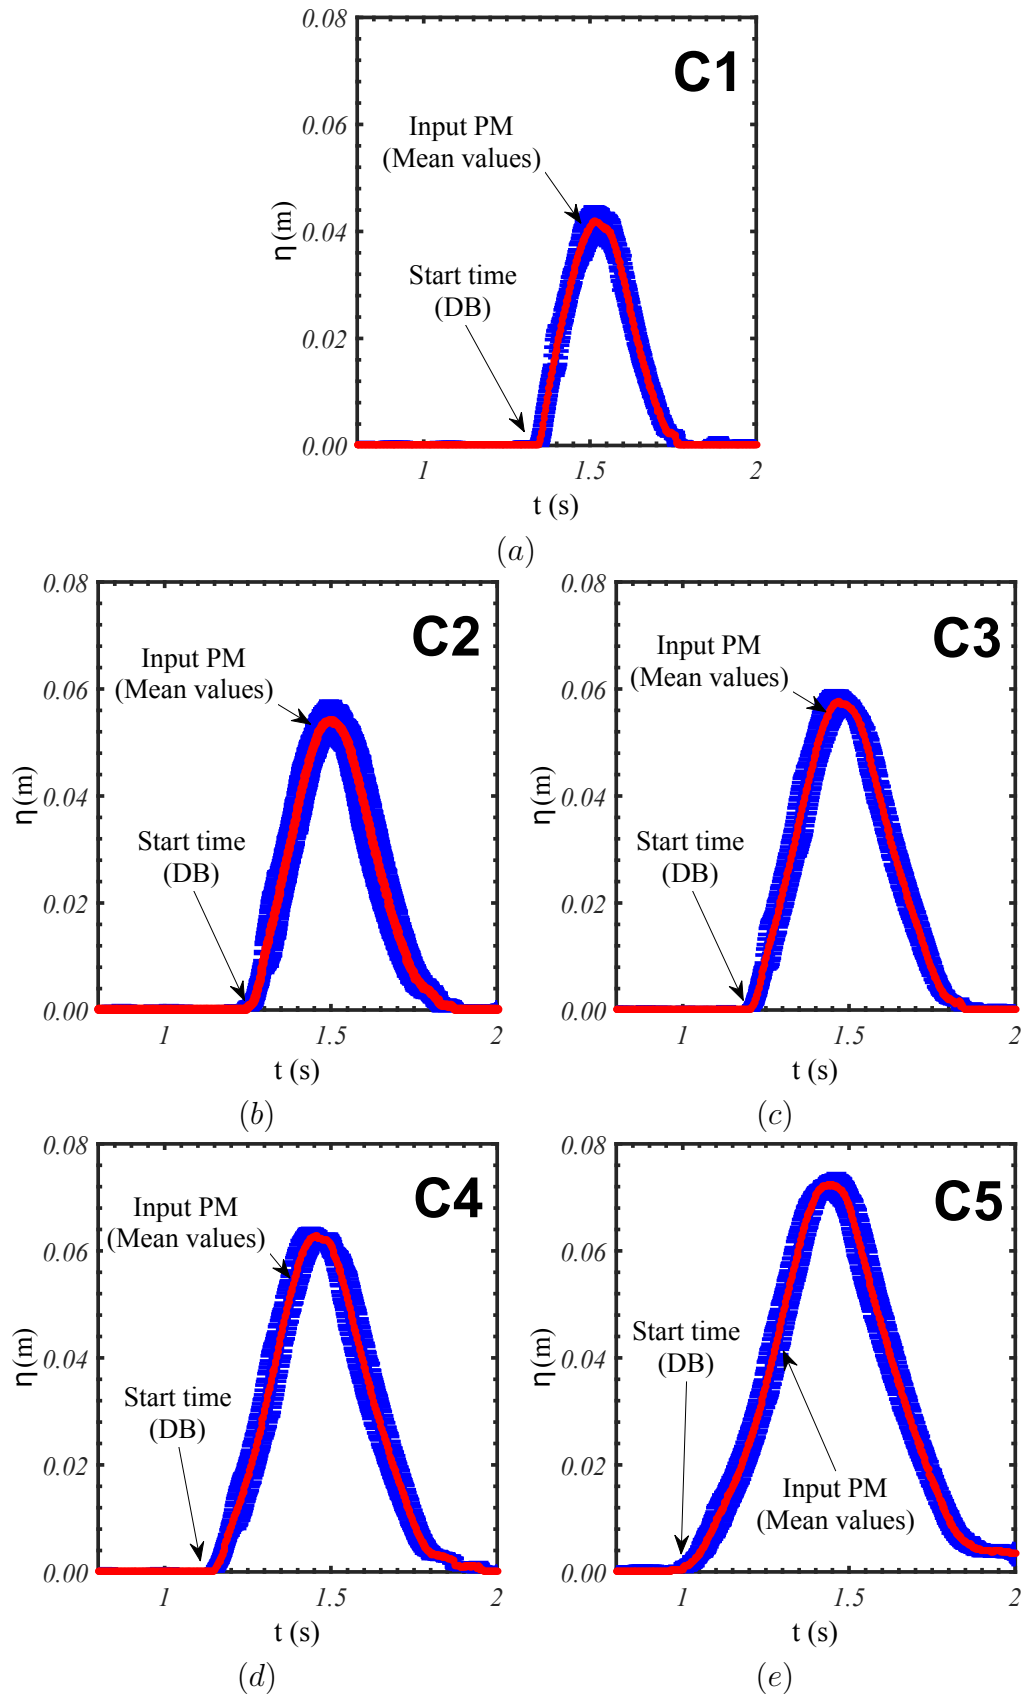 0.08
C1
0.06
Input PM
(Mean values)
η(m)
0.04
Start time
(DB)
0.02
0.00
1
1.5
2
t (s)
(a)
0.08
C2
Input PM
(Mean values)
0.06
η(m)
0.04
Start time
(DB)
0.02
0.00
1
1.5
2
t (s)
(b)
0.08
C3
Input PM
(Mean values)
0.06
η(m)
0.04
Start time
(DB)
0.02
0.00
1
1.5
2
t (s)
(c)
0.08
C4
Input PM
(Mean values)
0.06
η(m)
0.04
Start time
(DB)
0.02
0.00
1
1.5
2
t (s)
(d)
0.08
C5
0.06
η(m)
0.04
Start time
(DB)
0.02
Input PM
(Mean values)
0.00
1
1.5
2
t (s)
(e)